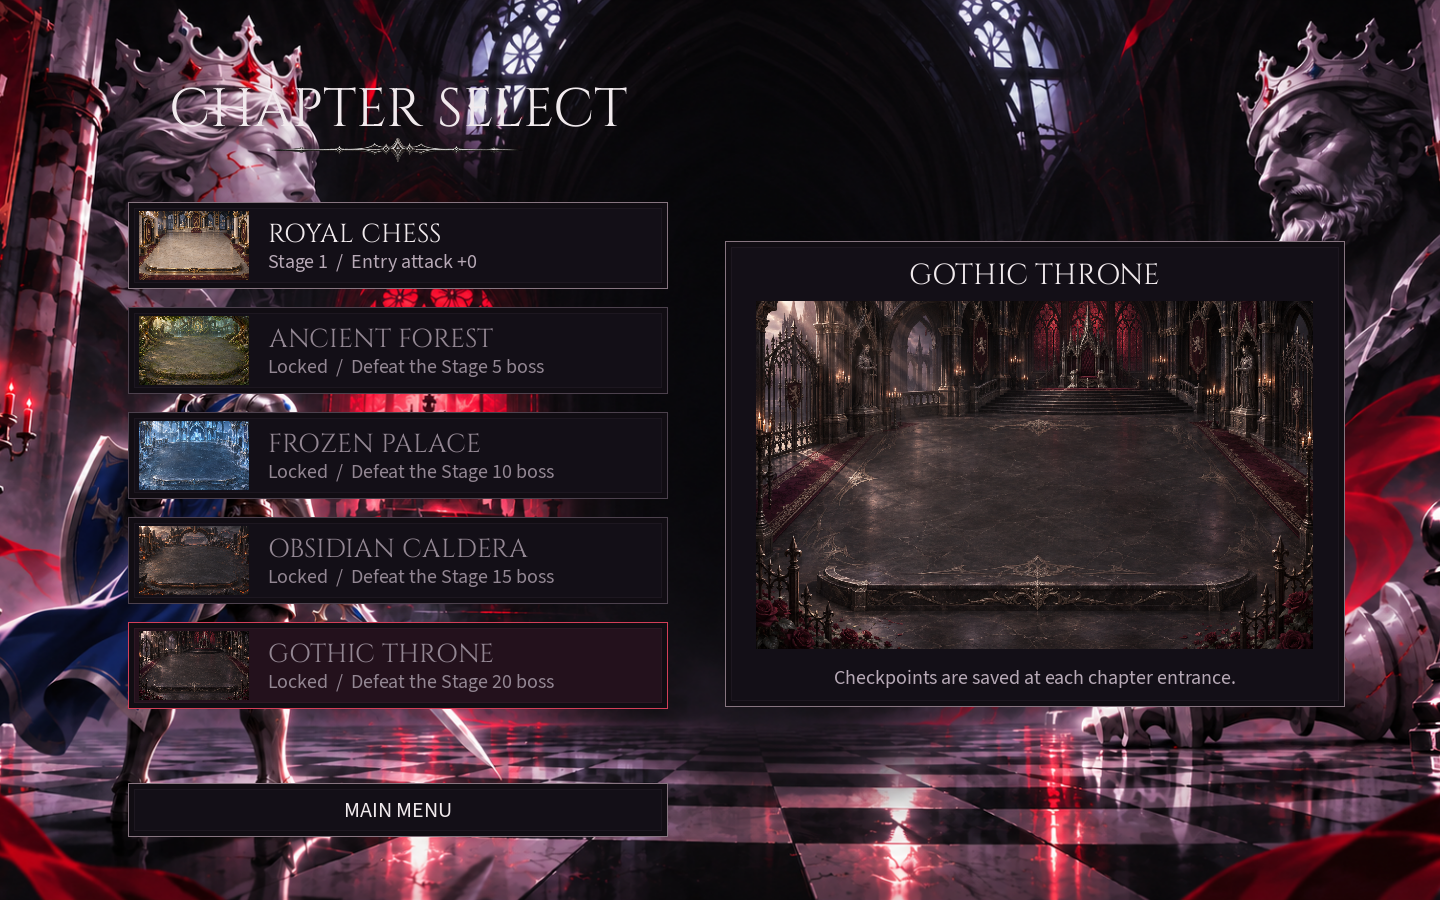 CHAPTER SELECT
ROYAL CHESS
Stage 1 / Entry attack +0
ANCIENT FOREST
Locked / Defeat the Stage 5 boss
FROZEN PALACE
Locked / Defeat the Stage 10 boss
OBSIDIAN CALDERA
Locked / Defeat the Stage 15 boss
GOTHIC THRONE
Locked / Defeat the Stage 20 boss
MAIN MENU
GOTHIC THRONE
Checkpoints are saved at each chapter entrance.